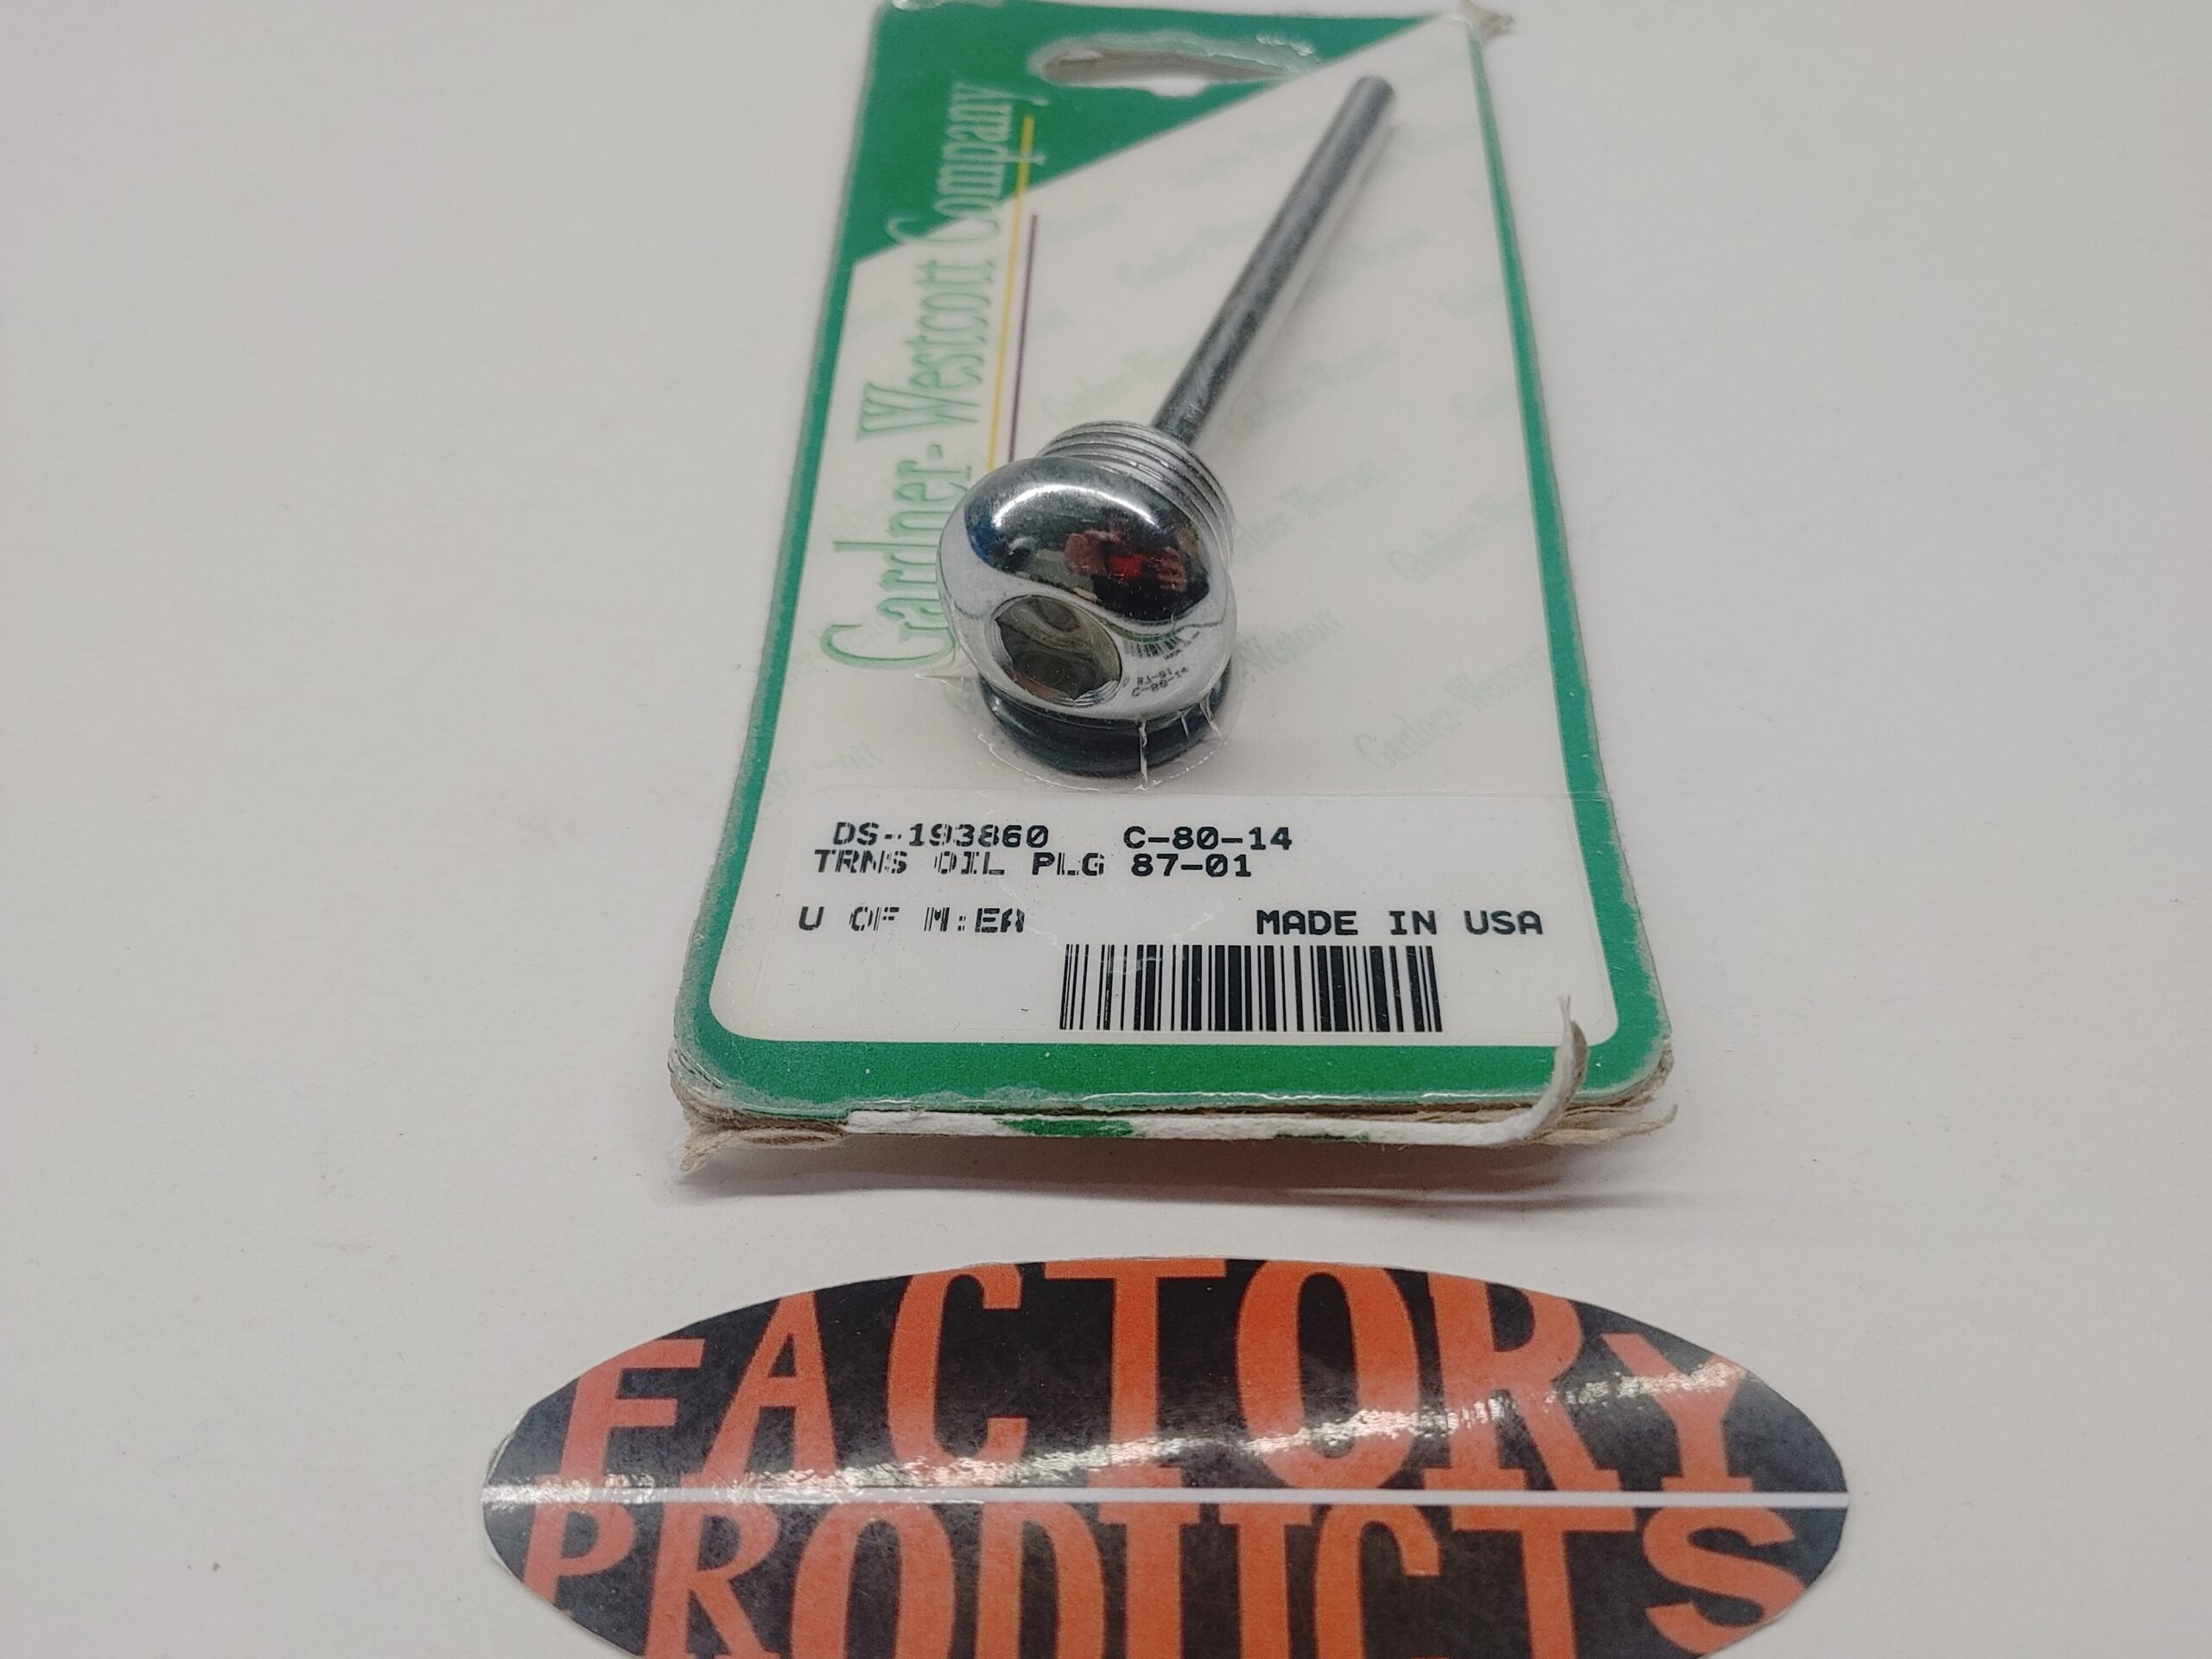 Gardner-Westcott Company
DS-193860 C-80-14
TRNS OIL PLG 87-01
U OF M:EA MADE IN USA
FACTORY
PRODUCTS